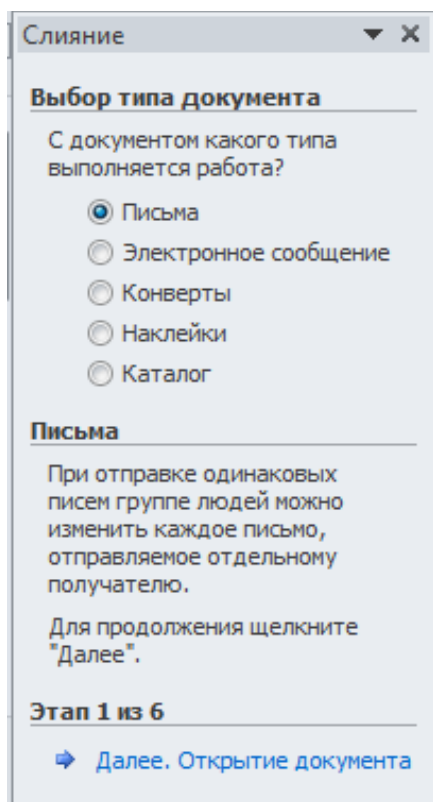 Слияние
Выбор типа документа
С документом какого типа
выполняется работа?
Письма
Электронное сообщение
Конверты
Наклейки
Каталог
Письма
При отправке одинаковых
писем группе людей можно
изменить каждое письмо,
отправляемое отдельному
получателю.
Для продолжения щелкните
"Далее".
Этап 1 из 6
Далее. Открытие документа